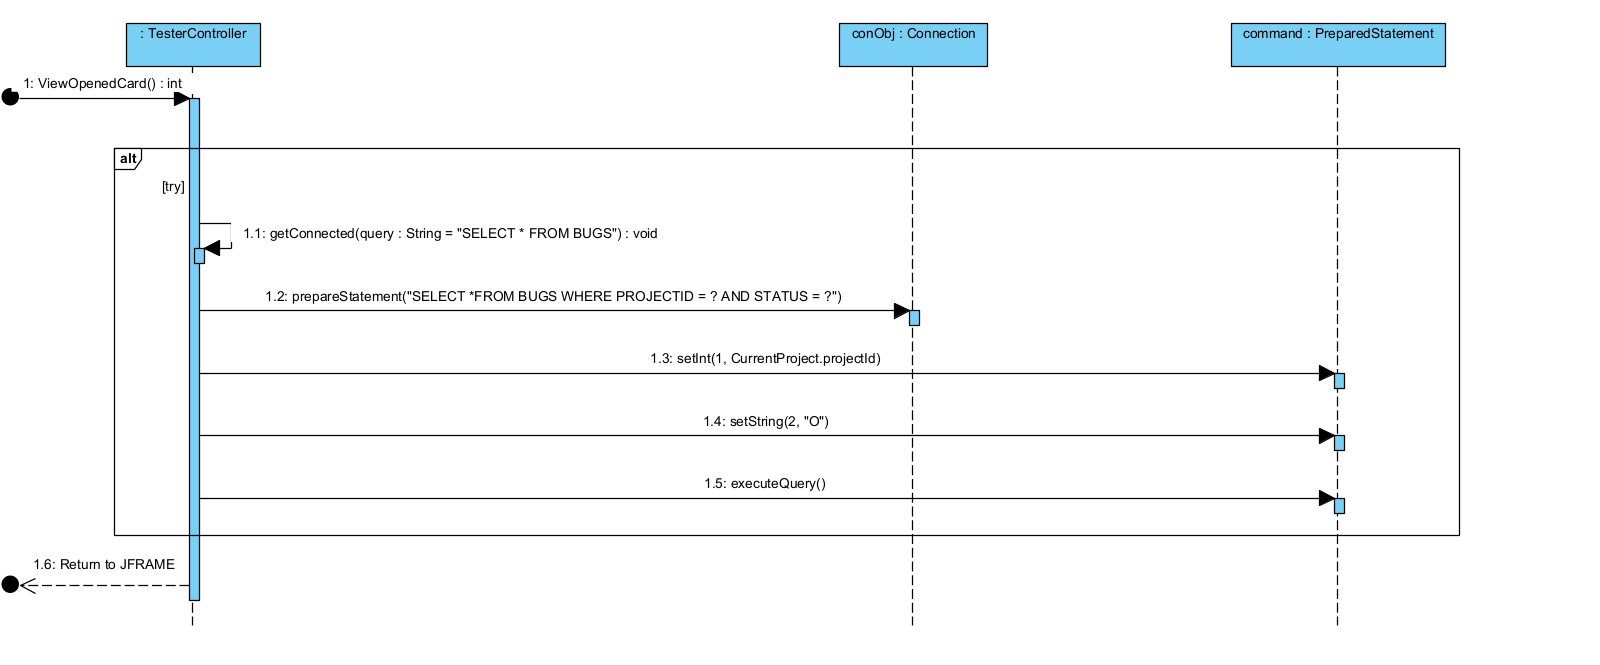 : TesterController
conObj : Connection
command : PreparedStatement
1: ViewOpenedCard() : int
alt
[try]
1.1: getConnected(query : String = "SELECT * FROM BUGS") : void
1.2: prepareStatement("SELECT *FROM BUGS WHERE PROJECTID = ? AND STATUS = ?")
1.3: setInt(1, CurrentProject.projectId)
1.4: setString(2, "O")
1.5: executeQuery()
1.6: Return to JFRAME